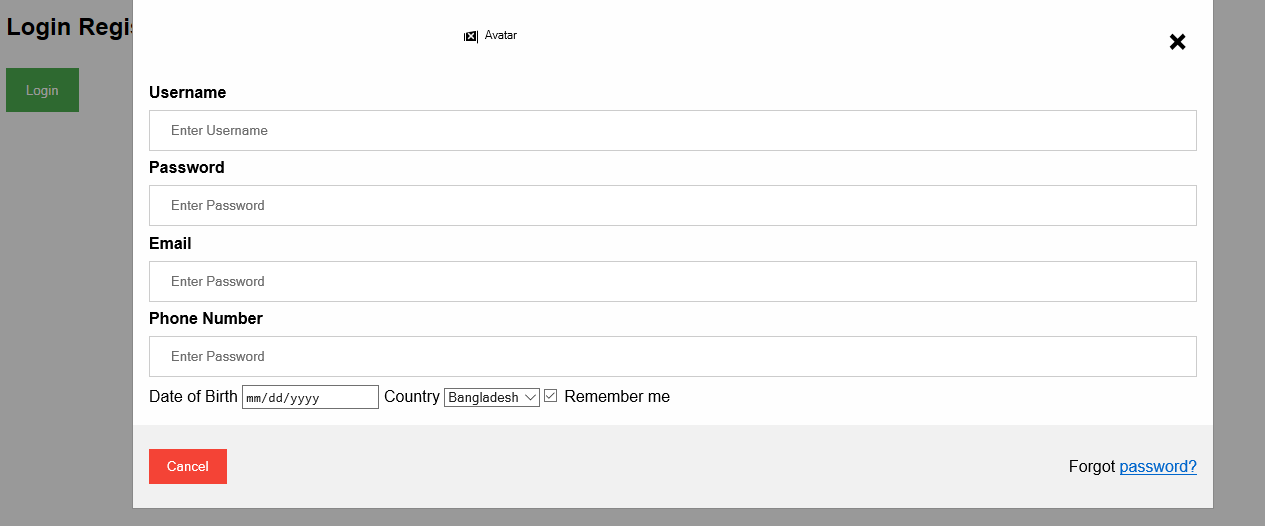 Login Regis
Avatar
Login
Username
Enter Username
Password
Enter Password
Email
Enter Password
Phone Number
Enter Password
Date of Birth mm/dd/yyyy Country Bangladesh Remember me
Cancel
Forgot password?